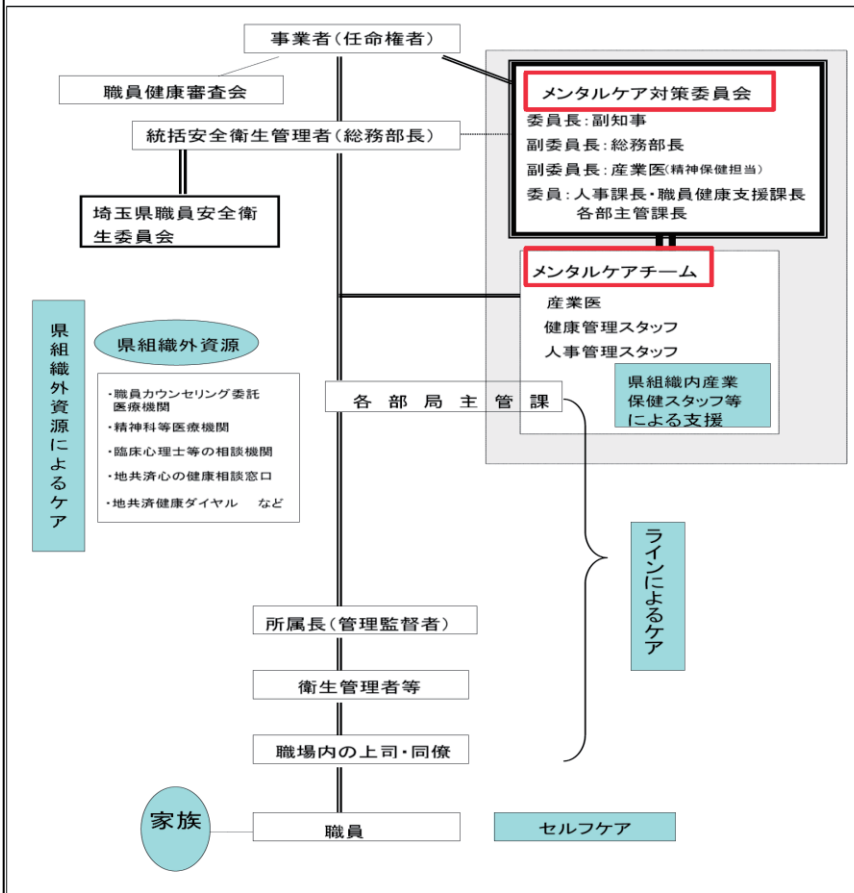 事業者(任命権者)
職員健康審査会
統括安全衛生管理者(総務部長)
埼玉県職員安全衛
生委員会
メンタルケア対策委員会
委員長:副知事
副委員長:総務部長
副委員長:産業医(精神保健担当)
委員:人事課長・職員健康支援課長
各部主管課長
メンタルケアチーム
産業医
健康管理スタッフ
人事管理スタッフ
県組織内産業
保健スタッフ等
による支援
県組織外資源によるケア
県組織外資源
・職員カウンセリング委託
医療機関
・精神科等医療機関
・臨床心理士等の相談機関
・地共済心の健康相談窓口
・地共済健康ダイヤル など
各部局主管課
ラインによるケア
所属長(管理監督者)
衛生管理者等
職場内の上司・同僚
家族
職員
セルフケア